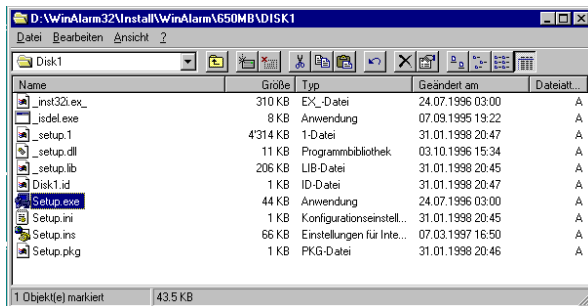 D:\WinAlarm32\Install\WinAlarm\650MB\DISK1
Datei Bearbeiten Ansicht ?
Disk1
Name Größe Typ Geändert am Dateiatt...
_inst32i.ex_ 310 KB EX_-Datei 24.07.1996 03:00 A
_isdel.exe 8 KB Anwendung 07.09.1995 19:22 A
_setup.1 4'314 KB 1-Datei 31.01.1998 20:47 A
_setup.dll 11 KB Programmbibliothek 03.10.1996 15:34 A
_setup.lib 206 KB LIB-Datei 31.01.1998 20:45 A
Disk1.id 1 KB ID-Datei 31.01.1998 20:47 A
Setup.exe 44 KB Anwendung 24.07.1996 03:00 A
Setup.ini 1 KB Konfigurationseinstell... 31.01.1998 20:45 A
Setup.ins 66 KB Einstellungen für Inte... 07.03.1997 16:50 A
Setup.pkg 1 KB PKG-Datei 31.01.1998 20:46 A
1 Objekt(e) markiert 43.5 KB